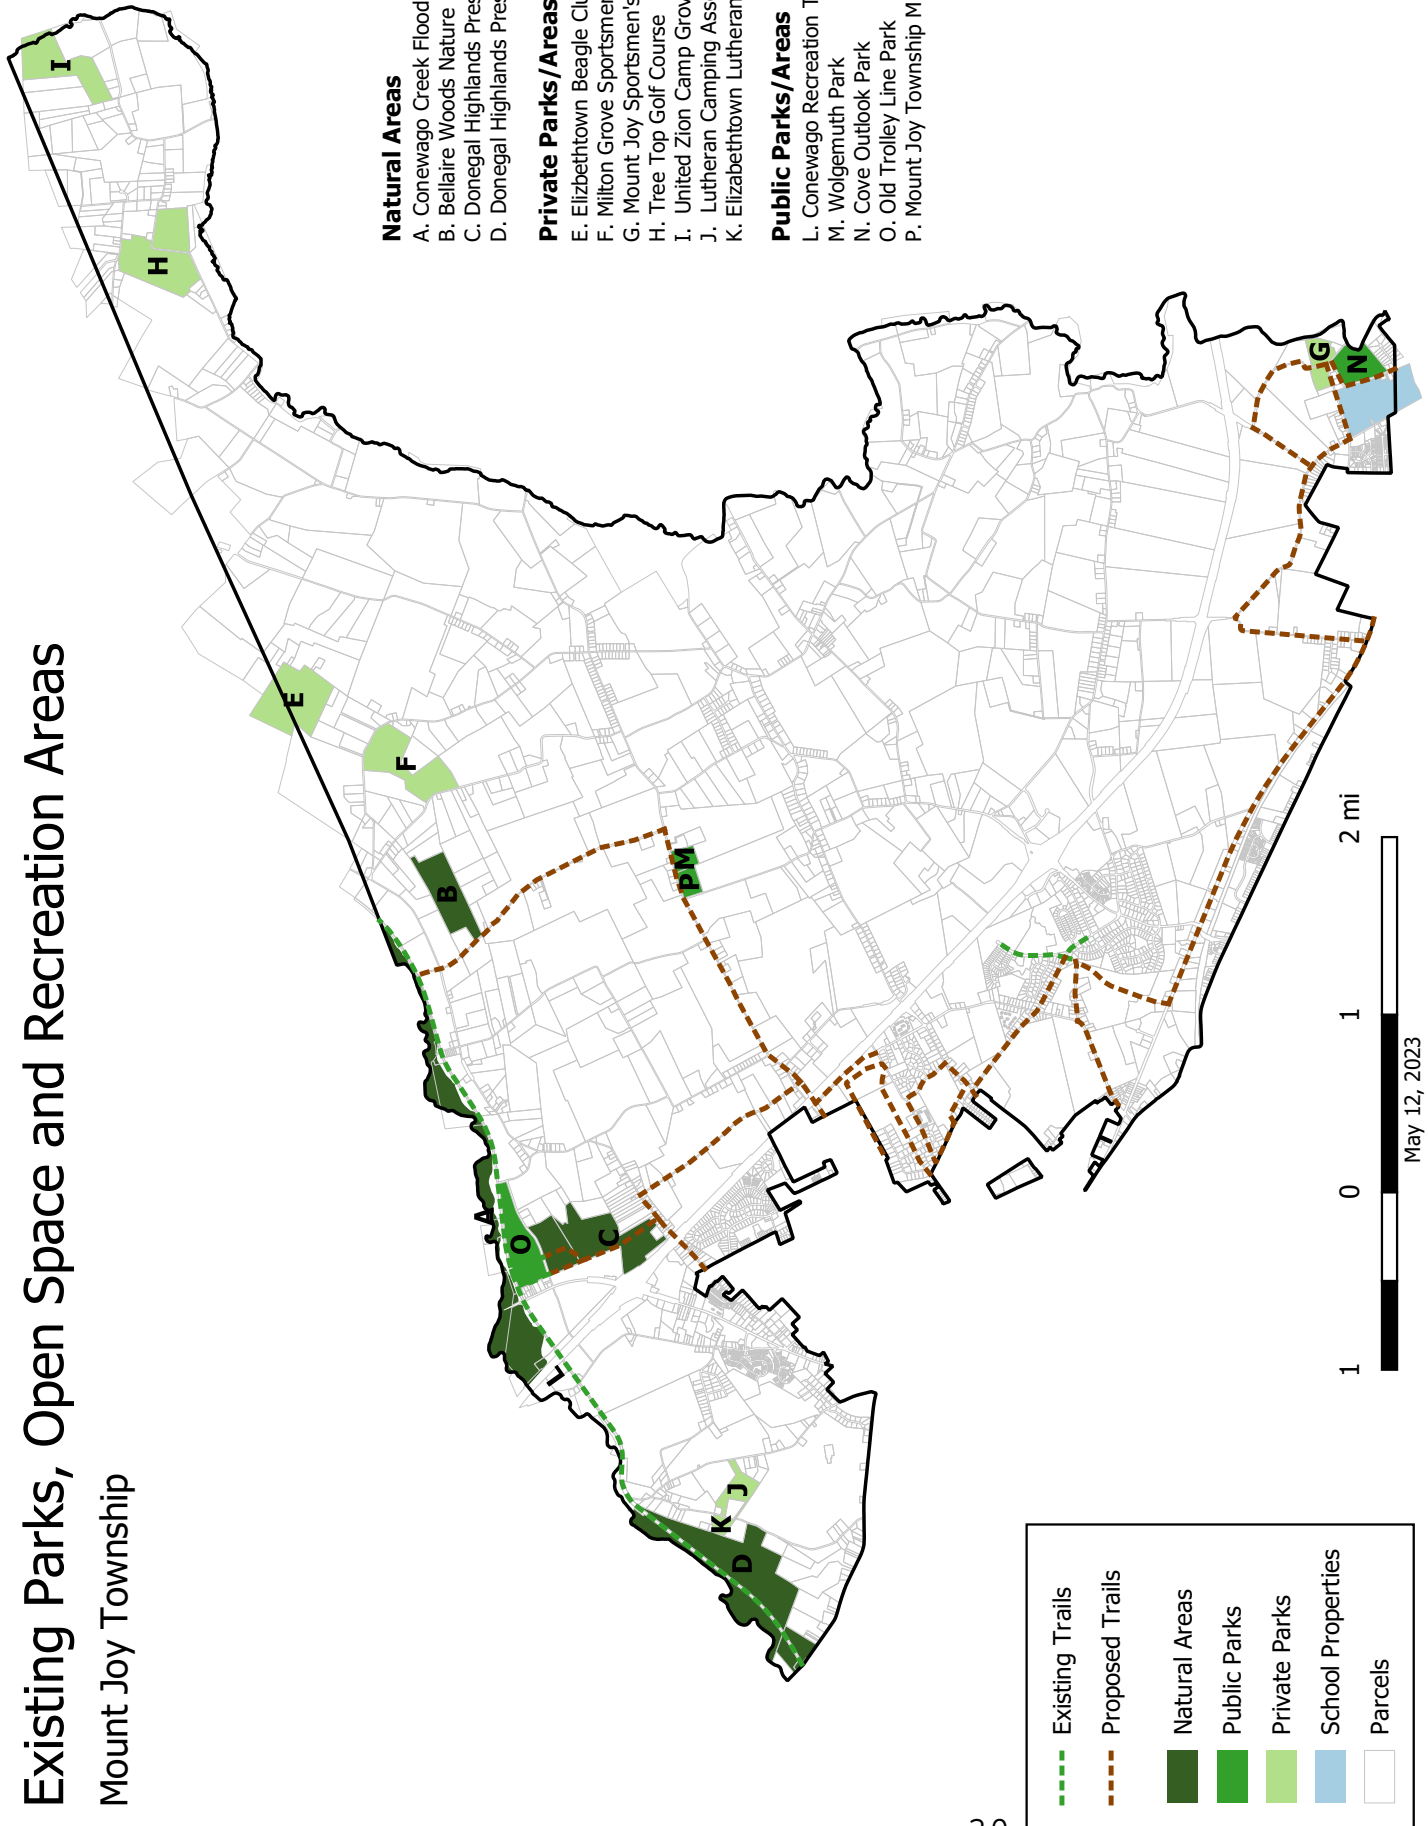 Existing Parks, Open Space and Recreation Areas
Mount Joy Township
I
H
E
F
B
P M
A
O
C
L
K
J
D
G
N
Natural Areas
A. Conewago Creek Flood
B. Bellaire Woods Nature
C. Donegal Highlands Pres
D. Donegal Highlands Pres
Private Parks/Areas
E. Elizbethtown Beagle Clu
F. Milton Grove Sportsmen
G. Mount Joy Sportsmen's
H. Tree Top Golf Course
I. United Zion Camp Grov
J. Lutheran Camping Asso
K. Elizabethtown Lutheran
Public Parks/Areas
L. Conewago Recreation T
M. Wolgemuth Park
N. Cove Outlook Park
O. Old Trolley Line Park
P. Mount Joy Township M
Existing Trails
Proposed Trails
Natural Areas
Public Parks
Private Parks
School Properties
Parcels
1 0 1 2 mi
May 12, 2023